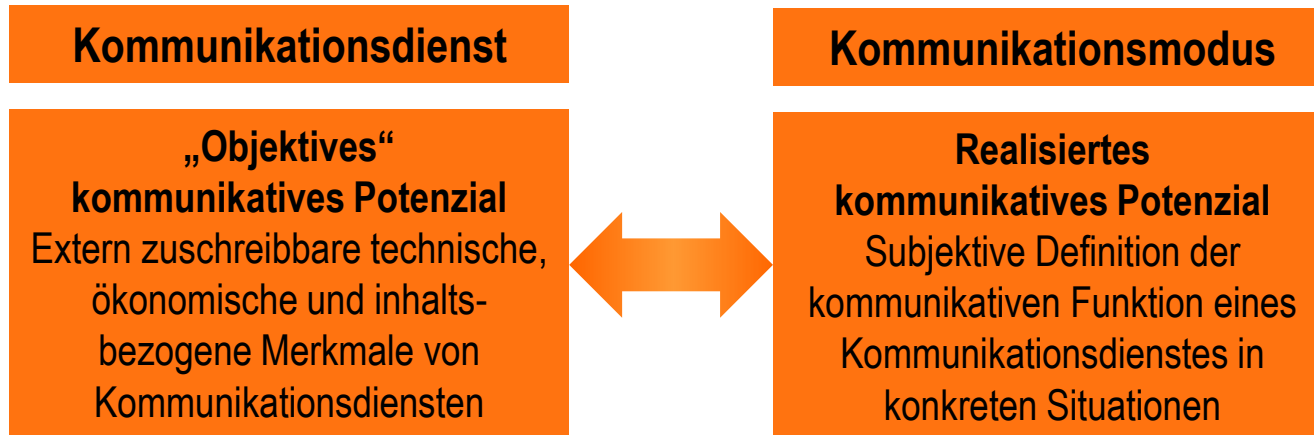 Kommunikationsdienst
„Objektives“
kommunikatives Potenzial
Extern zuschreibbare technische,
ökonomische und inhalts-
bezogene Merkmale von
Kommunikationsdiensten
Kommunikationsmodus
Realisiertes
kommunikatives Potenzial
Subjektive Definition der
kommunikativen Funktion eines
Kommunikationsdienstes in
konkreten Situationen